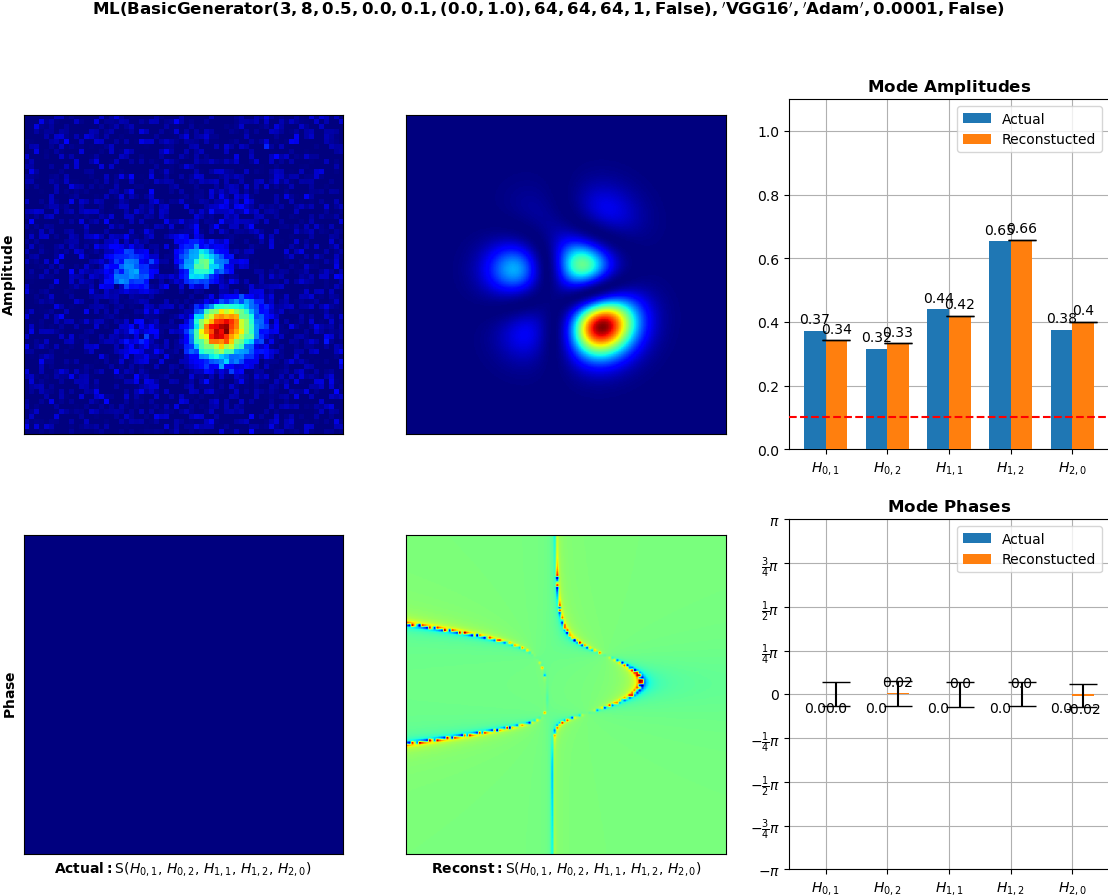 ML(BasicGenerator(3, 8, 0.5, 0.0, 0.1, (0.0, 1.0), 64, 64, 64, 1, False), ′VGG16′, ′Adam′, 0.0001, False)
Amplitude
Mode Amplitudes
Actual
Reconstucted
1.0
0.8
0.6
0.4
0.2
0.0
0.37
0.34
0.32
0.33
0.44
0.42
0.65
0.66
0.38
0.4
H0,1
H0,2
H1,1
H1,2
H2,0
Phase
Actual: S(H0,1, H0,2, H1,1, H1,2, H2,0)
Reconst: S(H0,1, H0,2, H1,1, H1,2, H2,0)
Mode Phases
Actual
Reconstucted
π
3/4π
1/2π
1/4π
0
−1/4π
−1/2π
−3/4π
−π
0.0
0.0
0.0
0.02
0.0
0.0
0.0
0.0
0.0
-0.02
H0,1
H0,2
H1,1
H1,2
H2,0